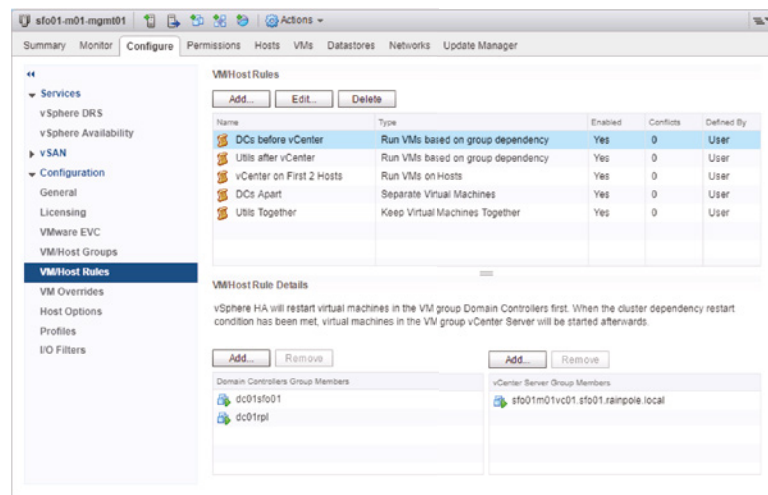 sfo01-m01-mgmt01 Actions
Summary Monitor Configure Permissions Hosts VMs Datastores Networks Update Manager
Services
vSphere DRS
vSphere Availability
vSAN
Configuration
General
Licensing
VMware EVC
VM/Host Groups
VM/Host Rules
VM Overrides
Host Options
Profiles
I/O Filters
VM/Host Rules
Add... Edit... Delete
Name Type Enabled Conflicts Defined By
DCs before vCenter Run VMs based on group dependency Yes 0 User
Utils after vCenter Run VMs based on group dependency Yes 0 User
vCenter on First 2 Hosts Run VMs on Hosts Yes 0 User
DCs Apart Separate Virtual Machines Yes 0 User
Utils Together Keep Virtual Machines Together Yes 0 User
VM/Host Rule Details
vSphere HA will restart virtual machines in the VM group Domain Controllers first. When the cluster dependency restart
condition has been met, virtual machines in the VM group vCenter Server will be started afterwards.
Add... Remove
Domain Controllers Group Members
dc01sfo01
dc01rpl
Add... Remove
vCenter Server Group Members
sfo01m01vc01.sfo01.rainpole.local